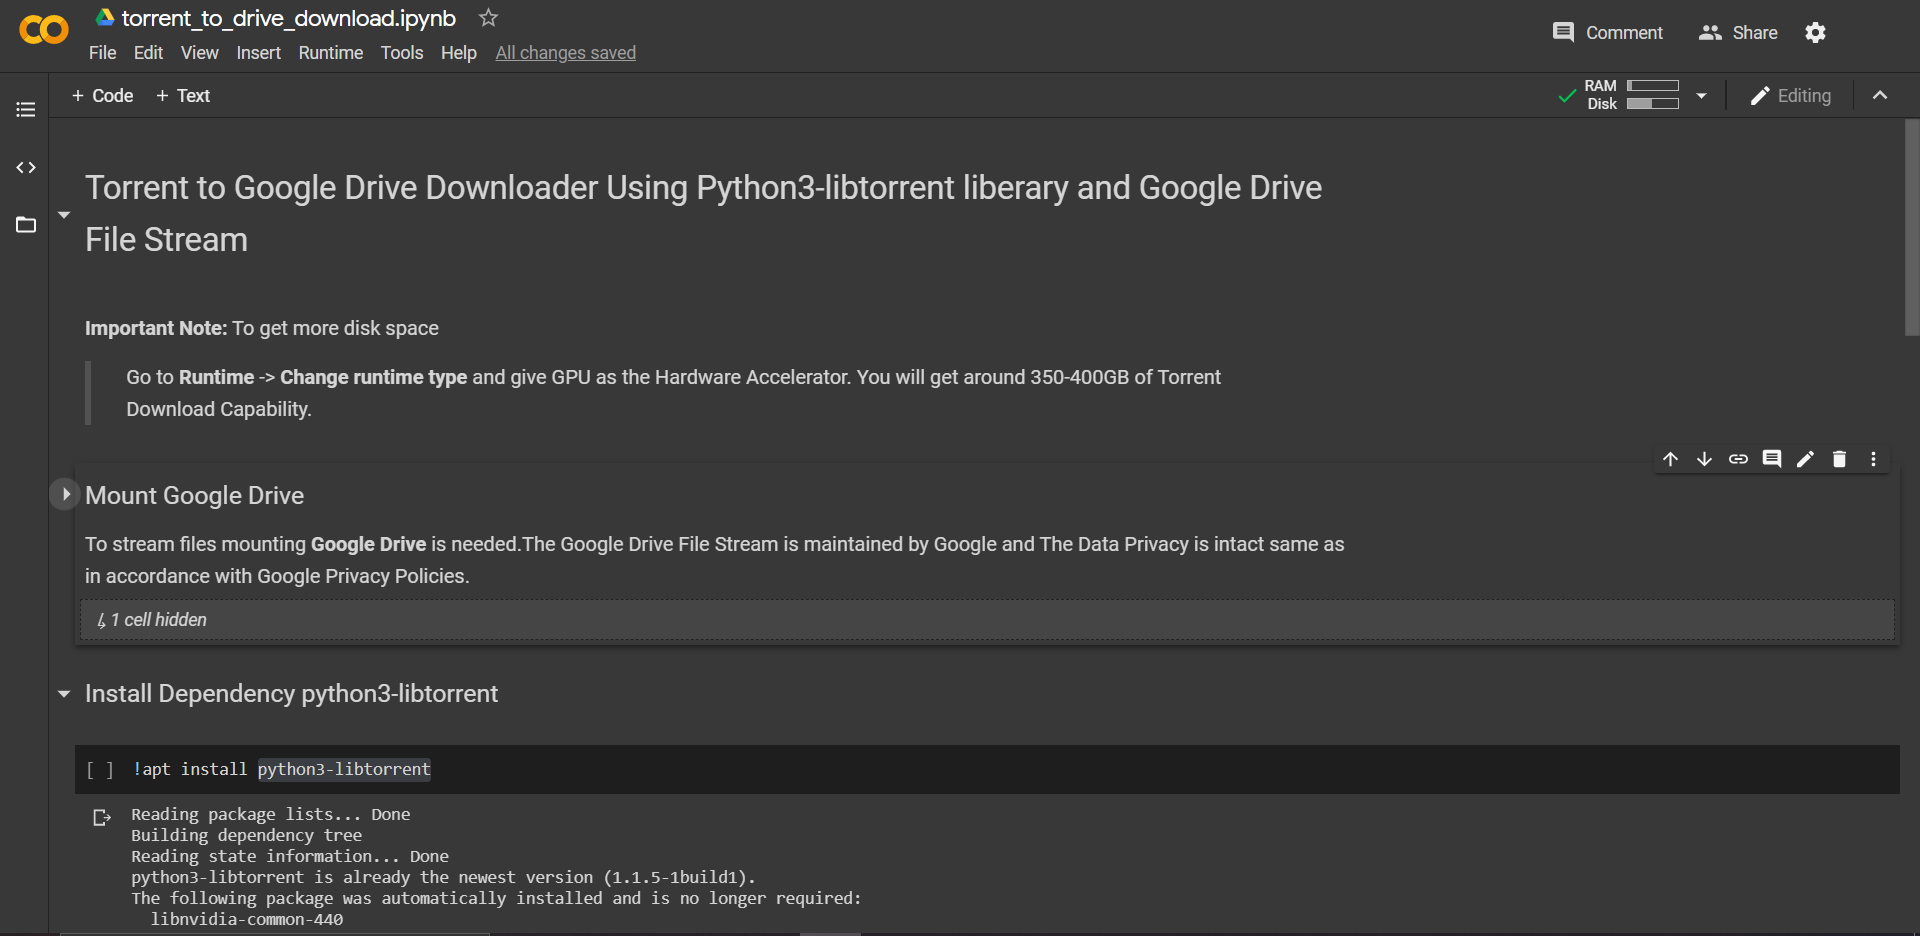 torrent_to_drive_download.ipynb
File Edit View Insert Runtime Tools Help All changes saved
Comment Share
+ Code + Text
RAM
Disk
Editing
Torrent to Google Drive Downloader Using Python3-libtorrent liberary and Google Drive
File Stream
Important Note: To get more disk space
Go to Runtime -> Change runtime type and give GPU as the Hardware Accelerator. You will get around 350-400GB of Torrent
Download Capability.
Mount Google Drive
To stream files mounting Google Drive is needed.The Google Drive File Stream is maintained by Google and The Data Privacy is intact same as
in accordance with Google Privacy Policies.
↳ 1 cell hidden
Install Dependency python3-libtorrent
[ ] !apt install python3-libtorrent
Reading package lists... Done
Building dependency tree
Reading state information... Done
python3-libtorrent is already the newest version (1.1.5-1build1).
The following package was automatically installed and is no longer required:
libnvidia-common-440